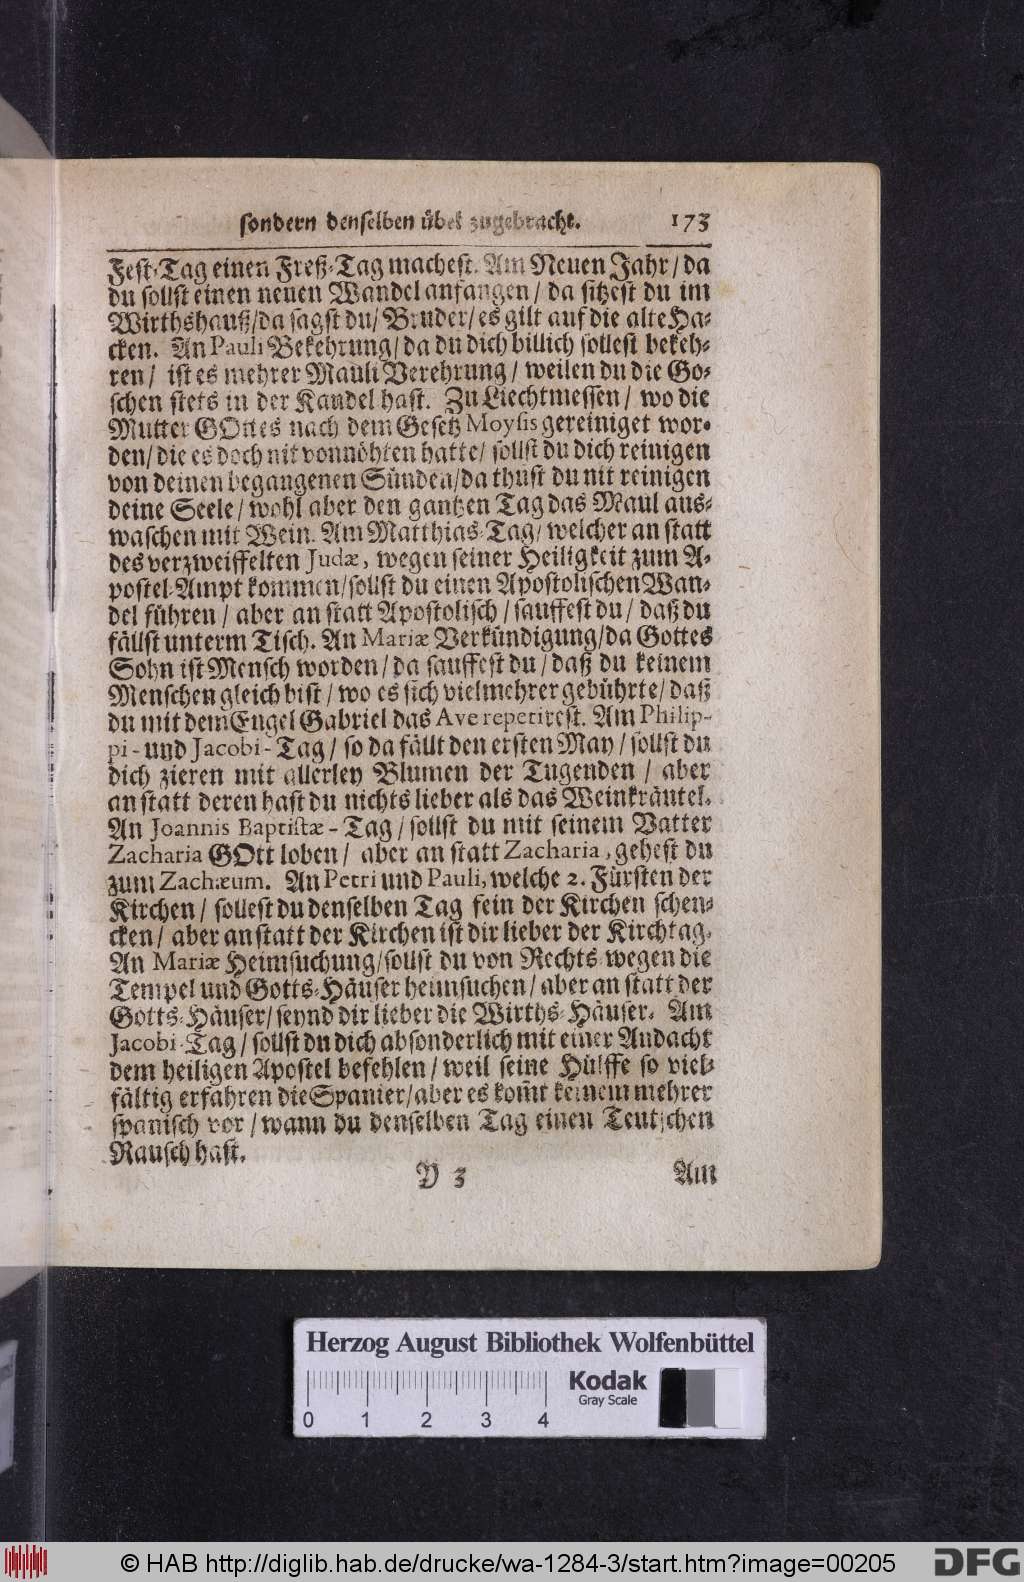 sondern denselben übel zugebracht. 173
Fest-Tag einen Freß-Tag machest. Am Neuen Jahr / da
du sollst einen neuen Wandel anfangen / da sitzest du im
Wirthshauß / da sagst du / Bruder / es gilt auf die alte Ha-
cken. An Pauli Bekehrung / da du dich billich sollest bekeh-
ren / ist es mehrer Mauli Verehrung / weilen du die Go-
schen stets in der Kandel hast. Zu Liechtmessen / wo die
Mutter GOttes nach dem Gesetz Moysis gereiniget wor-
den / die es doch nit vonnöhten hatte / sollst du dich reinigen
von deinen begangenen Sünden / da thust du nit reinigen
deine Seele / wohl aber den gantzen Tag das Maul aus-
waschen mit Wein. Am Matthias-Tag / welcher an statt
des verzweiffelten Judæ, wegen seiner Heiligkeit zum A-
postel-Ampt kommen / sollst du einen Apostolischen Wan-
del führen / aber an statt Apostolisch / sauffest du / daß du
fällst unterm Tisch. An Mariæ Verkündigung / da Gottes
Sohn ist Mensch worden / da sauffest du / daß du keinem
Menschen gleich bist / wo es sich vielmehrer gebührte / daß
du mit dem Engel Gabriel das Ave repetirest. Am Philip-
pi- und Jacobi-Tag / so da fällt den ersten May / sollst du
dich zieren mit allerley Blumen der Tugenden / aber
an statt deren hast du nichts lieber als das Weinkräutel.
An Joannis Baptistæ-Tag / sollst du mit seinem Vatter
Zacharia GOtt loben / aber an statt Zacharia, gehest du
zum Zachæum. An Petri und Pauli, welche 2. Fürsten der
Kirchen / sollest du denselben Tag fein der Kirchen schen-
cken / aber an statt der Kirchen ist dir lieber der Kirchtag.
An Mariæ Heimsuchung / sollst du von Rechts wegen die
Tempel und Gotts-Häuser heimsuchen / aber an statt der
Gotts-Häuser / seynd dir lieber die Wirths-Häuser. Am
Jacobi-Tag / sollst du dich absonderlich mit einer Andacht
dem heiligen Apostel befehlen / weil seine Hülffe so viel-
fältig erfahren die Spanier / aber es kom̃t keinem mehrer
spanisch vor / wann du denselben Tag einen Teutschen
Rausch hast.
Y 3 Am
Herzog August Bibliothek Wolfenbüttel
Kodak
Gray Scale
0 1 2 3 4
© HAB http://diglib.hab.de/drucke/wa-1284-3/start.htm?image=00205
DFG